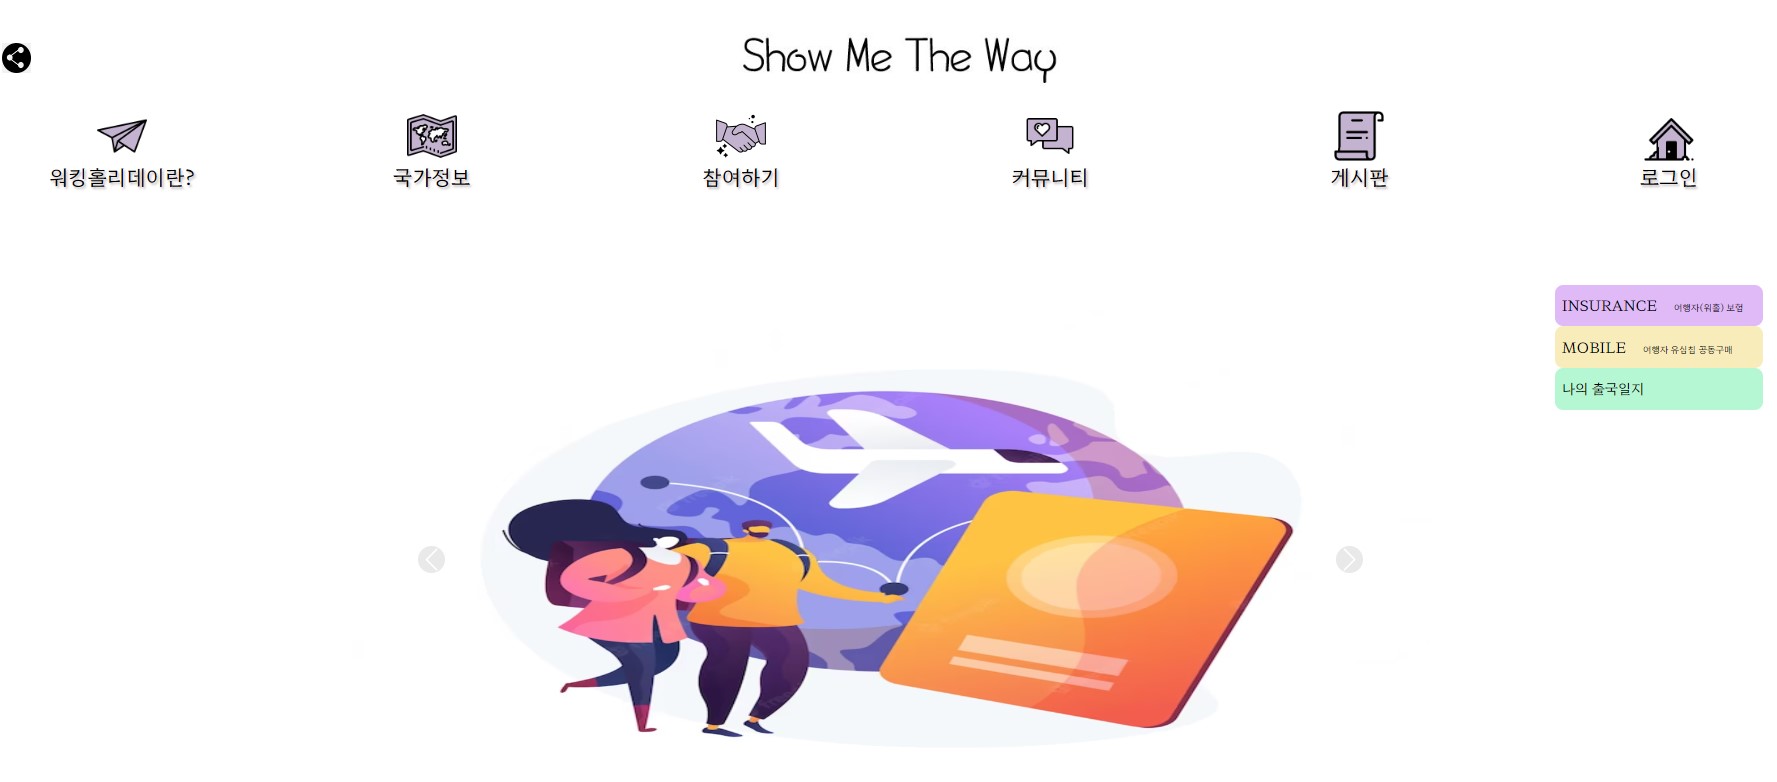 Show Me The Way
워킹홀리데이란?
국가정보
참여하기
커뮤니티
게시판
로그인
INSURANCE 여행자(워홀) 보험
MOBILE 여행자 유심칩 공동구매
나의 출국일지